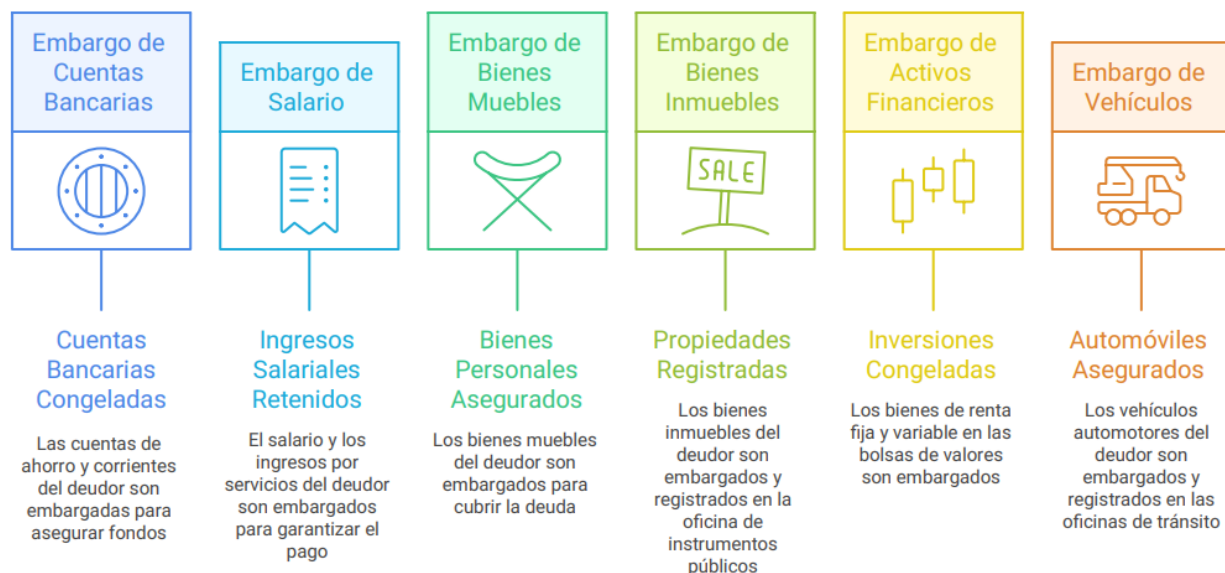 Embargo de
Cuentas
Bancarias
Embargo de
Salario
Embargo de
Bienes
Muebles
Embargo de
Bienes
Inmuebles
Embargo de
Activos
Financieros
Embargo de
Vehículos
SALE
Cuentas
Bancarias
Congeladas
Las cuentas de
ahorro y corrientes
del deudor son
embargadas para
asegurar fondos
Ingresos
Salariales
Retenidos
El salario y los
ingresos por
servicios del deudor
son embargados
para garantizar el
pago
Bienes
Personales
Asegurados
Los bienes muebles
del deudor son
embargados para
cubrir la deuda
Propiedades
Registradas
Los bienes
inmuebles del
deudor son
embargados y
registrados en la
oficina de
instrumentos
públicos
Inversiones
Congeladas
Los bienes de renta
fija y variable en las
bolsas de valores
son embargados
Automóviles
Asegurados
Los vehículos
automotores del
deudor son
embargados y
registrados en las
oficinas de tránsito